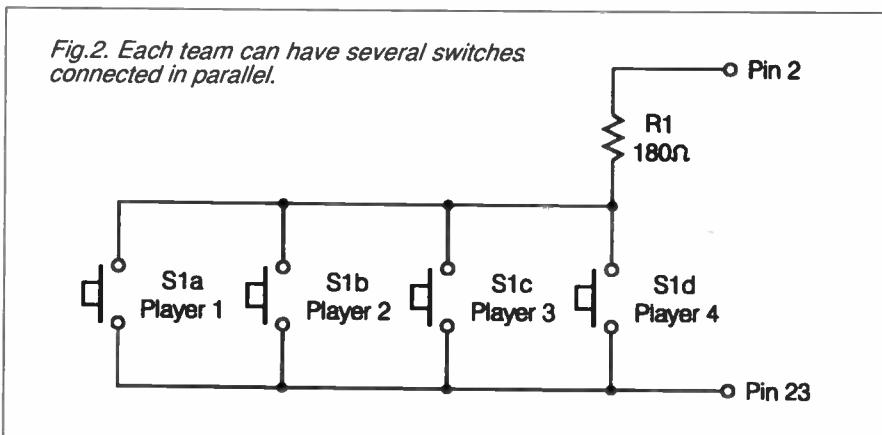 Fig.2. Each team can have several switches
connected in parallel.
Pin 2
R1
180Ω
S1a
Player 1
S1b
Player 2
S1c
Player 3
S1d
Player 4
Pin 23